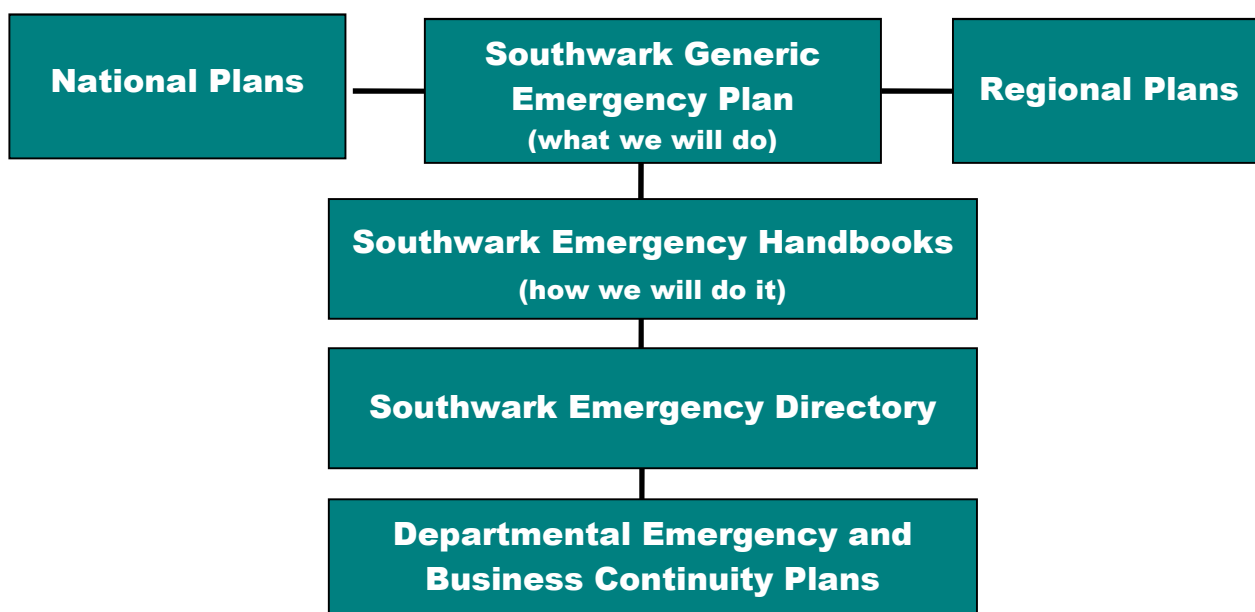 National Plans
Southwark Generic
Emergency Plan
(what we will do)
Regional Plans
Southwark Emergency Handbooks
(how we will do it)
Southwark Emergency Directory
Departmental Emergency and
Business Continuity Plans